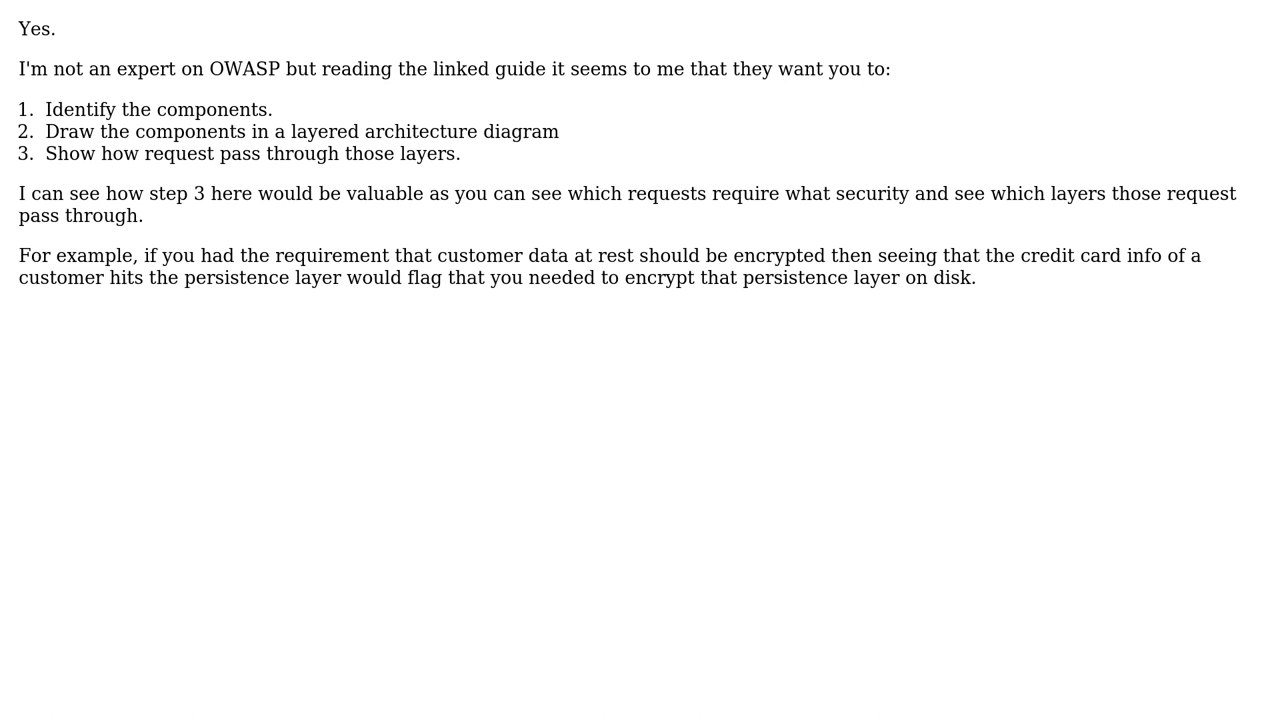 Yes.
I'm not an expert on OWASP but reading the linked guide it seems to me that they want you to:
1. Identify the components.
2. Draw the components in a layered architecture diagram
3. Show how request pass through those layers.
I can see how step 3 here would be valuable as you can see which requests require what security and see which layers those request
pass through.
For example, if you had the requirement that customer data at rest should be encrypted then seeing that the credit card info of a
customer hits the persistence layer would flag that you needed to encrypt that persistence layer on disk.